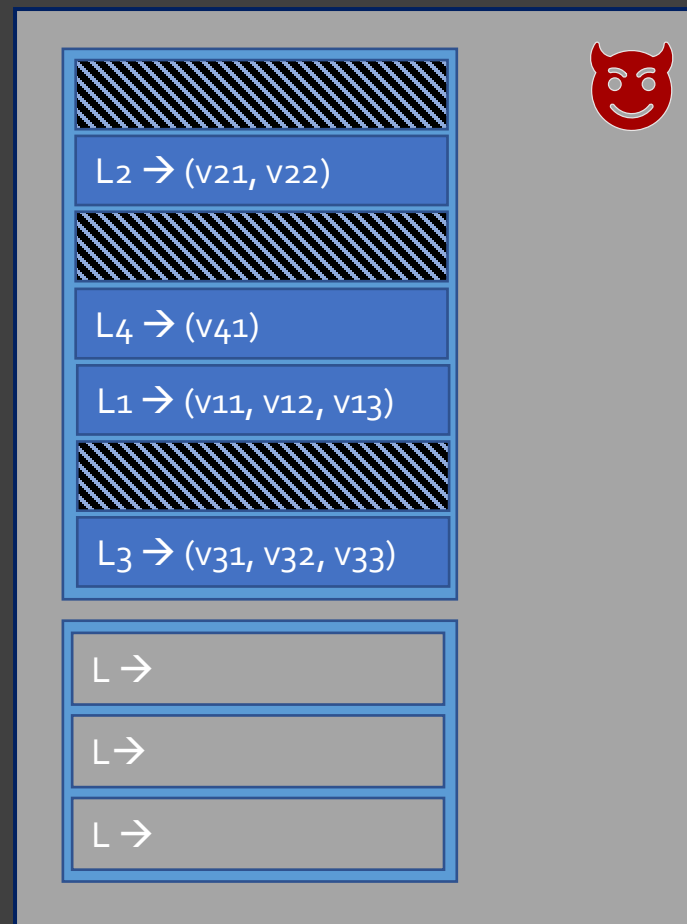 L2 → (v21, v22)
L4 → (v41)
L1 → (v11, v12, v13)
L3 → (v31, v32, v33)
L →
L→
L →